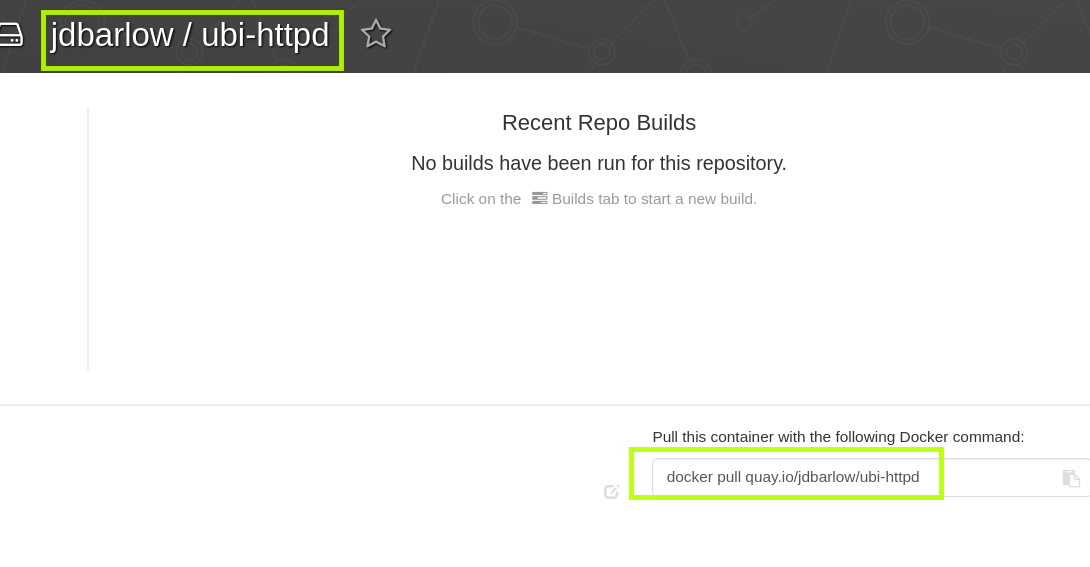 jdbarlow / ubi-httpd
Recent Repo Builds
No builds have been run for this repository.
Click on the Builds tab to start a new build.
Pull this container with the following Docker command:
docker pull quay.io/jdbarlow/ubi-httpd